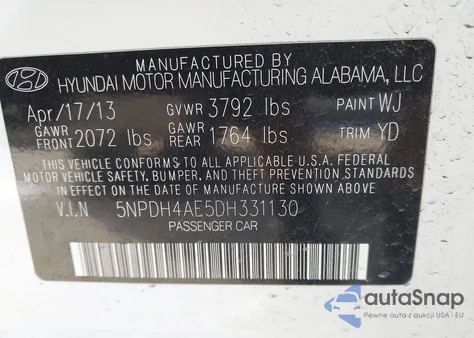 MANUFACTURED BY
HYUNDAI MOTOR MANUFACTURING ALABAMA, LLC
Apr/17/13 GVWR 3792 lbs PAINT WJ
GAWR FRONT 2072 lbs GAWR REAR 1764 lbs TRIM YD
THIS VEHICLE CONFORMS TO ALL APPLICABLE U.S.A. FEDERAL
MOTOR VEHICLE SAFETY, BUMPER, AND THEFT PREVENTION STANDARDS
IN EFFECT ON THE DATE OF MANUFACTURE SHOWN ABOVE.
V.I.N 5NPDH4AE5DH331130
PASSENGER CAR
autoSnap
Pewne auta z dojazdem z USA i EU